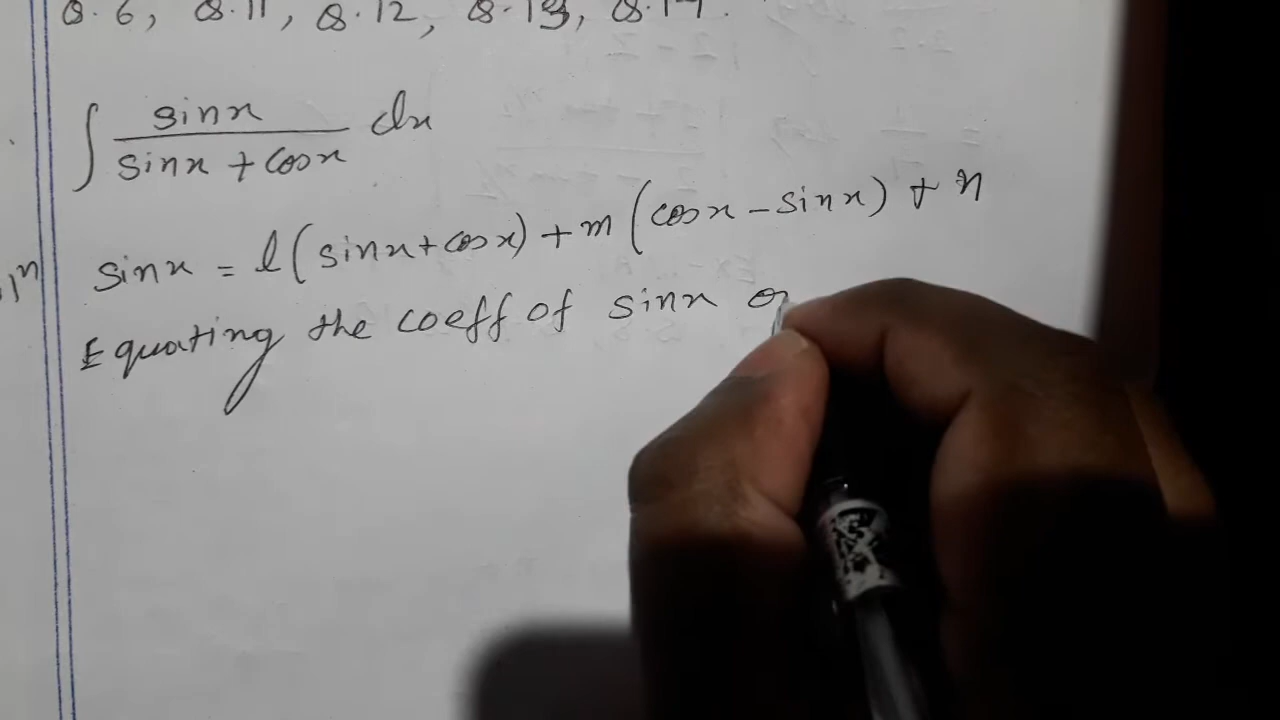 Q.6, Q.11, Q.12, Q.13, Q.14.
∫ sinx / (sinx + cosx) dx
sinx = l(sinx+cosx) + m(cosx-sinx) + n
Equating the coeff of sinx